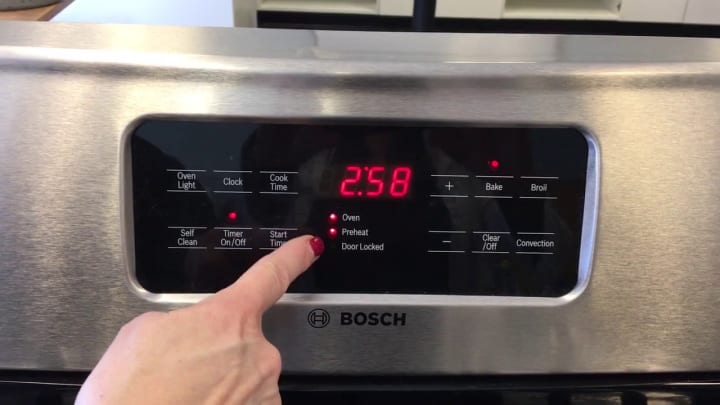 Oven
Light
Clock
Cook
Time
2:58
+
Bake
Broil
Self
Clean
Timer
On/Off
Start
Time
Oven
Preheat
Door Locked
−
Clear
/Off
Convection
BOSCH